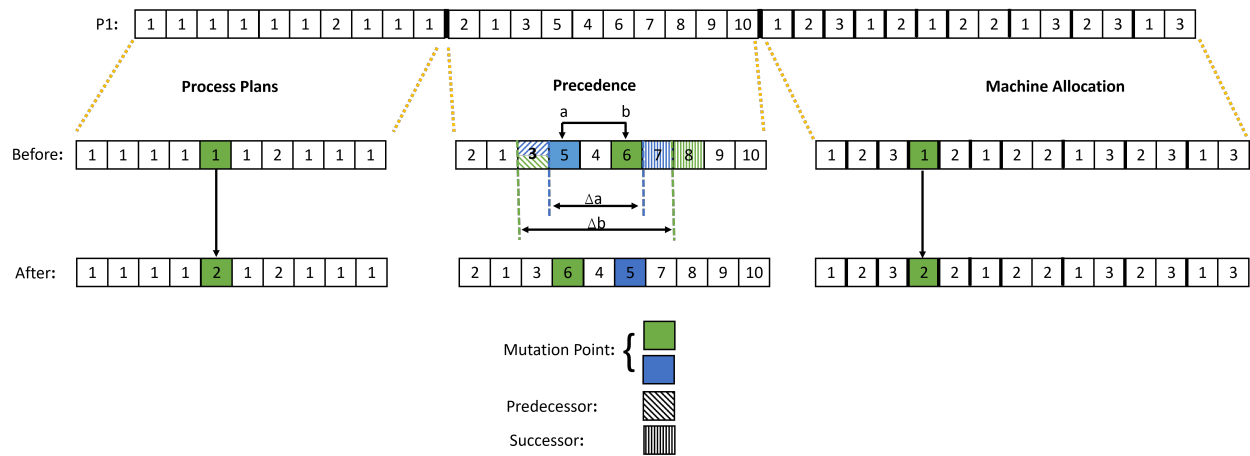 P1: 1 1 1 1 1 1 2 1 1 1 2 1 3 5 4 6 7 8 9 10 1 2 3 1 2 1 2 2 1 3 2 3 1 3
Process Plans Precedence Machine Allocation
a b
Before: 1 1 1 1 1 1 2 1 1 1 2 1 3 5 4 6 7 8 9 10 1 2 3 1 2 1 2 2 1 3 2 3 1 3
Δa
Δb
After: 1 1 1 1 2 1 2 1 1 1 2 1 3 6 4 5 7 8 9 10 1 2 3 2 2 1 2 2 1 3 2 3 1 3
Mutation Point: {
Predecessor:
Successor: